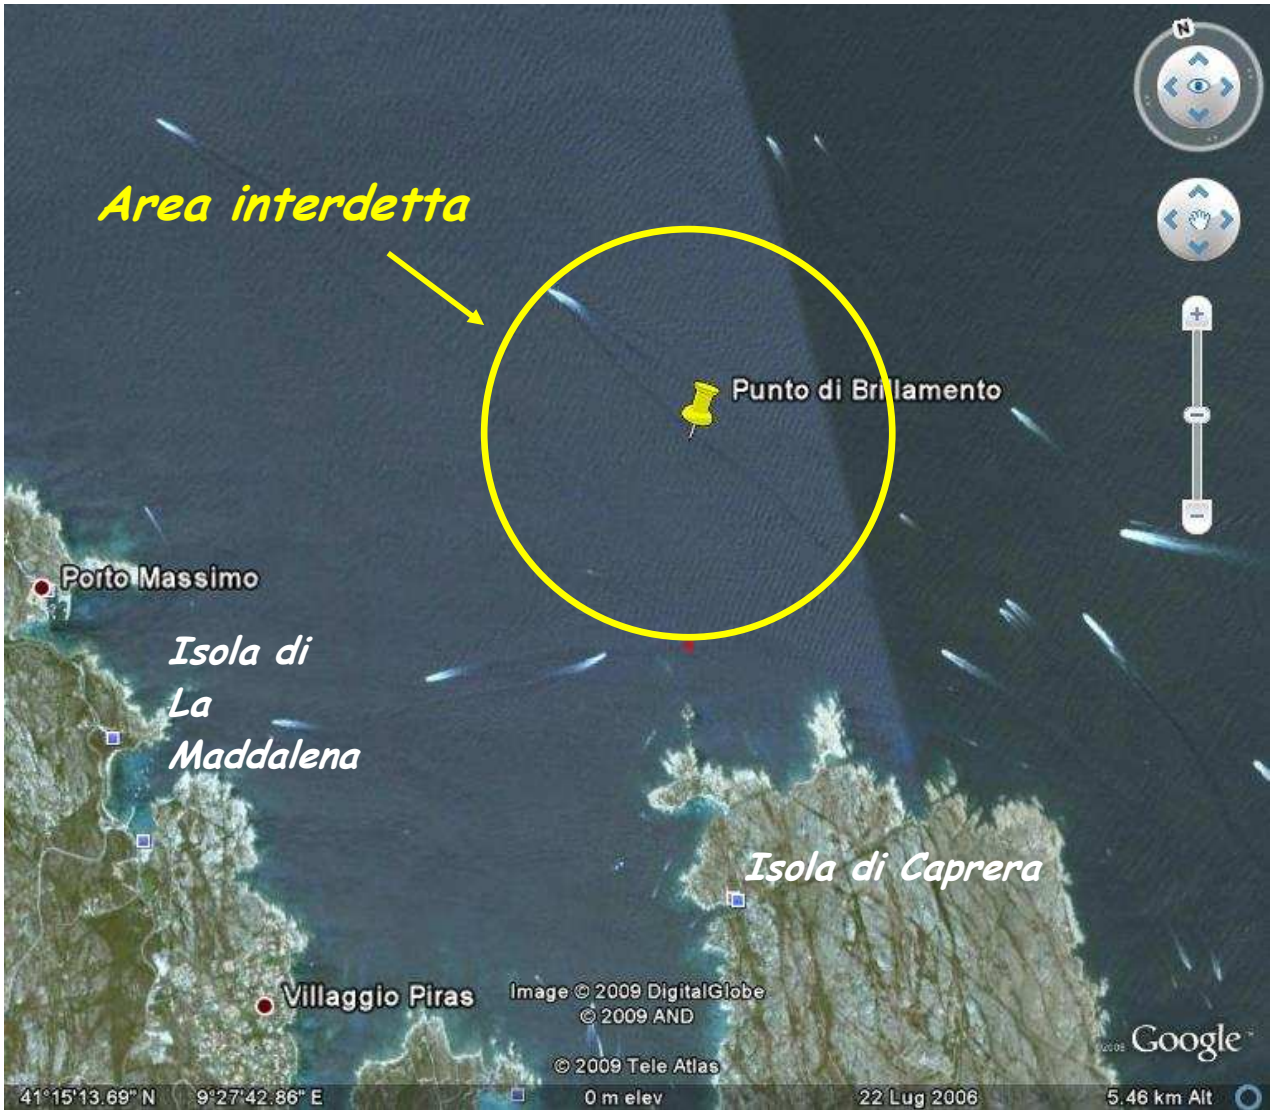 N
Area interdetta
Punto di Brillamento
Porto Massimo
Isola di
La
Maddalena
Isola di Caprera
Villaggio Piras
Image © 2009 DigitalGlobe
© 2009 AND
© 2009 Tele Atlas
©2008 Google™
41°15'13.69" N 9°27'42.86" E 0 m elev 22 Lug 2006 5.46 km Alt